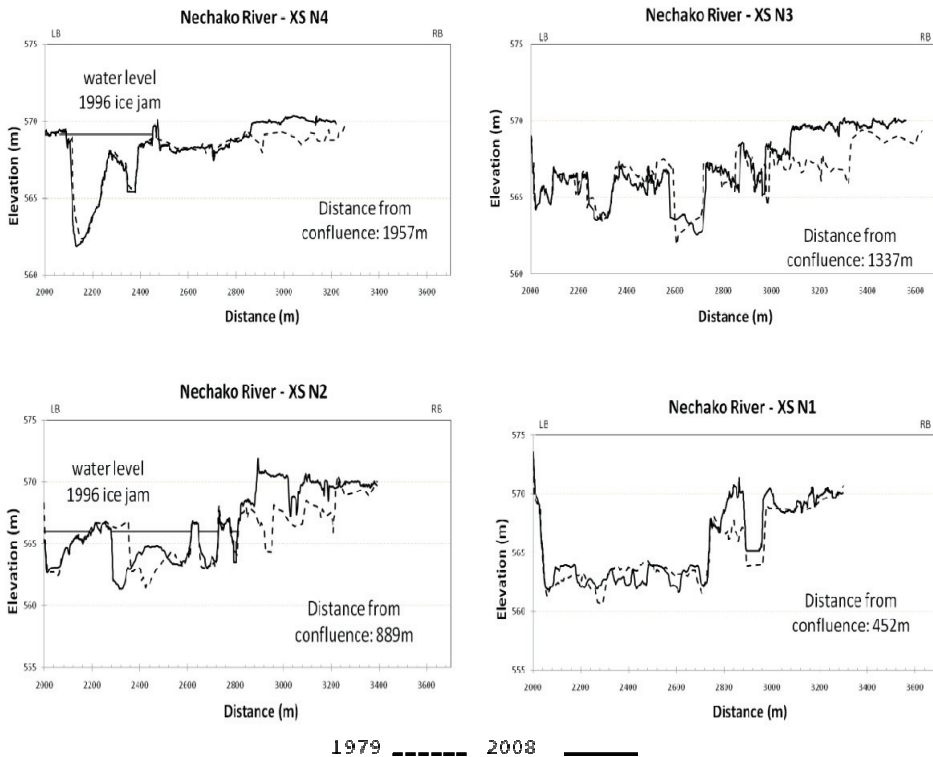 Nechako River - XS N4
LB
RB
575
570
565
560
Elevation (m)
water level
1996 ice jam
Distance from
confluence: 1957m
2000 2200 2400 2600 2800 3000 3200 3400 3600
Distance (m)
Nechako River - XS N3
LB
RB
575
570
565
560
Elevation (m)
Distance from
confluence: 1337m
2000 2200 2400 2600 2800 3000 3200 3400 3600
Distance (m)
Nechako River - XS N2
LB
RB
575
570
565
560
555
Elevation (m)
water level
1996 ice jam
Distance from
confluence: 889m
2000 2200 2400 2600 2800 3000 3200 3400 3600
Distance (m)
Nechako River - XS N1
LB
RB
575
570
565
560
555
Elevation (m)
Distance from
confluence: 452m
2000 2200 2400 2600 2800 3000 3200 3400 3600
Distance (m)
1979 2008